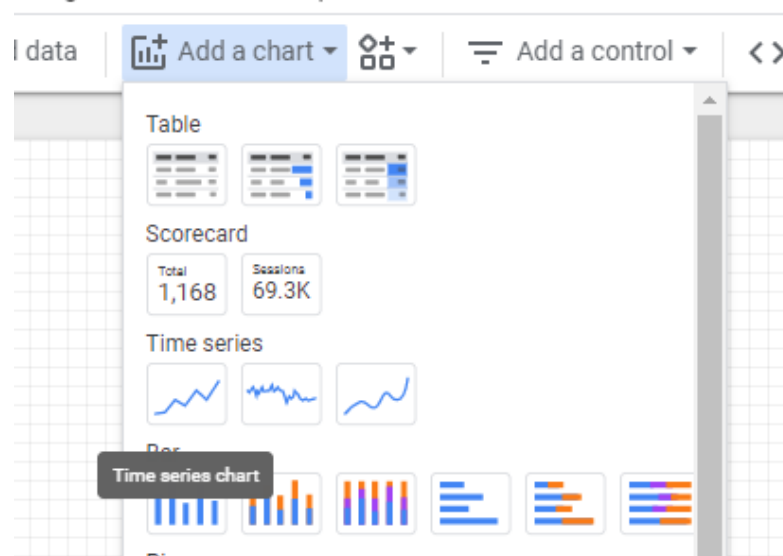 d data
Add a chart
Add a control
Table
Scorecard
Total
1,168
Sessions
69.3K
Time series
Time series chart